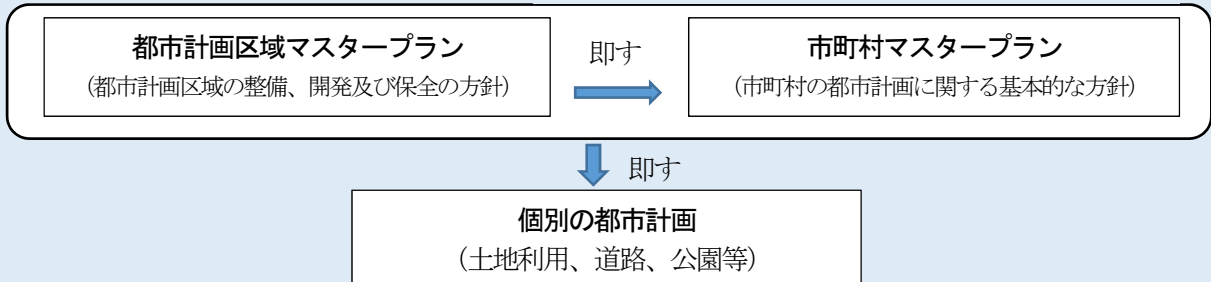 都市計画区域マスタープラン
(都市計画区域の整備、開発及び保全の方針)
即す
市町村マスタープラン
(市町村の都市計画に関する基本的な方針)
即す
個別の都市計画
(土地利用、道路、公園等)